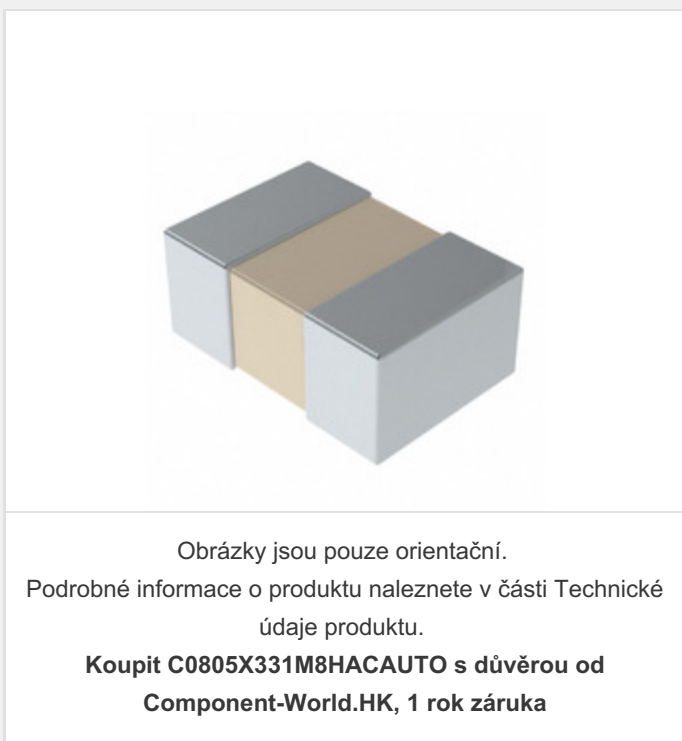 Obrázky jsou pouze orientační.
Podrobné informace o produktu naleznete v části Technické
údaje produktu.
Koupit C0805X331M8HACAUTO s důvěrou od
Component-World.HK, 1 rok záruka